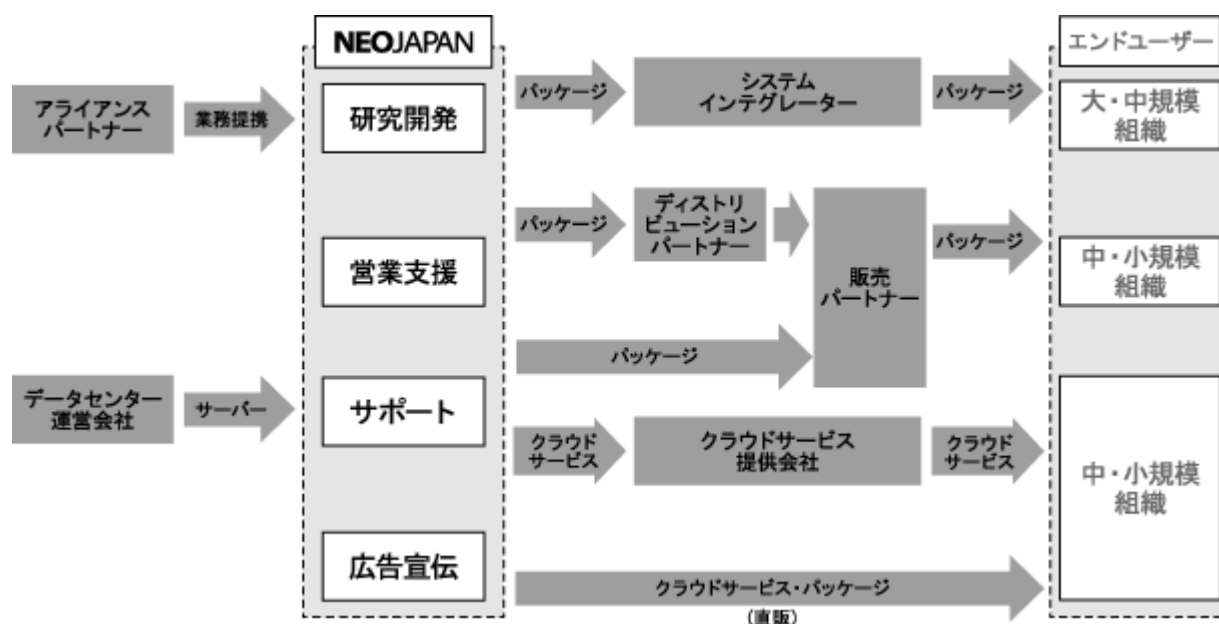 アライアンス
パートナー
業務提携
データセンター
運営会社
サーバー
NEOJAPAN
研究開発
営業支援
サポート
広告宣伝
パッケージ
システム
インテグレーター
パッケージ
パッケージ
ディストリ
ビューション
パートナー
販売
パートナー
パッケージ
パッケージ
クラウド
サービス
クラウドサービス
提供会社
クラウド
サービス
クラウドサービス・パッケージ
(直販)
エンドユーザー
大・中規模
組織
中・小規模
組織
中・小規模
組織